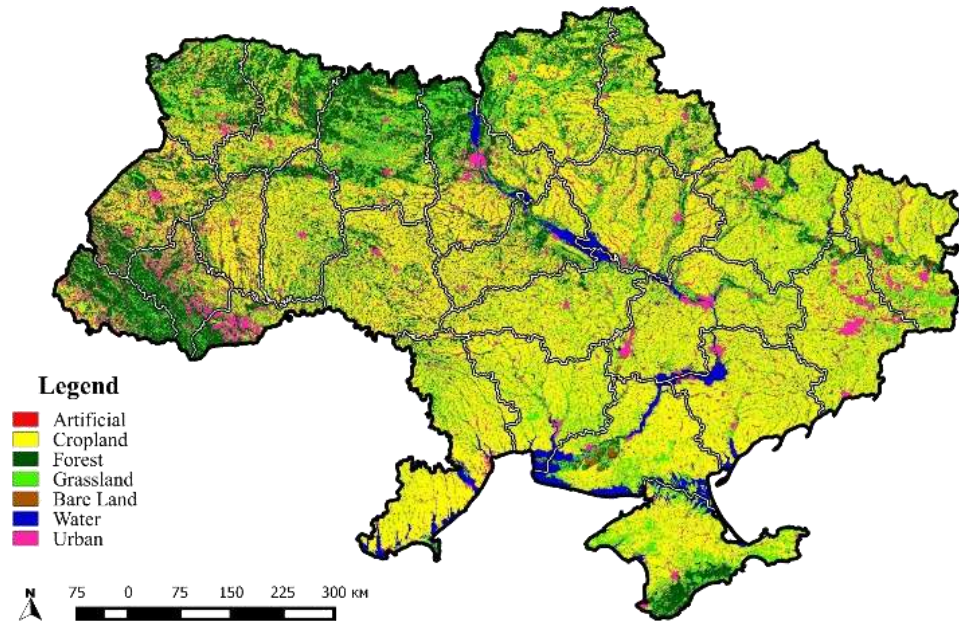 Legend
Artificial
Cropland
Forest
Grassland
Bare Land
Water
Urban
N
75 0 75 150 225 300 км